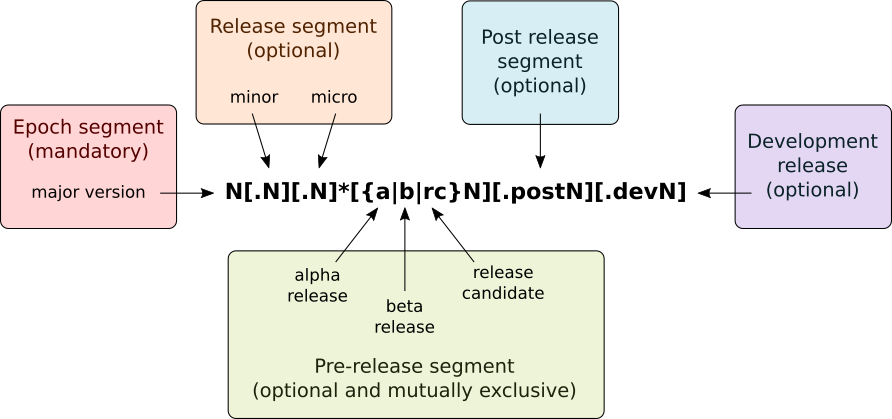 Release segment
(optional)
minor micro
Post release
segment
(optional)
Epoch segment
(mandatory)
major version
Development
release
(optional)
N[.N][.N]*[{a|b|rc}N][.postN][.devN]
alpha
release
beta
release
release
candidate
Pre-release segment
(optional and mutually exclusive)